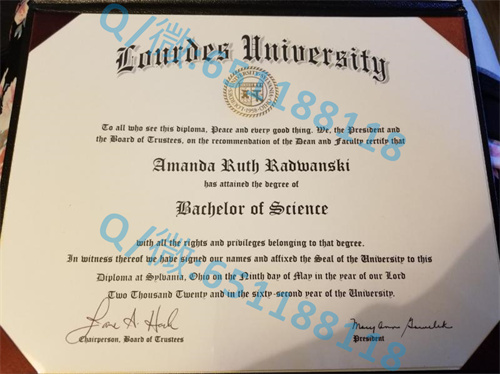 Lourdes University
To all who see this diploma, Peace and every good thing. We, the President and
the Board of Trustees, on the recommendation of the Dean and Faculty certify that
Amanda Ruth Radwanski
has attained the degree of
Bachelor of Science
with all the rights and privileges belonging to that degree.
In witness thereof we have signed our names and affixed the Seal of the University to this
Diploma at Sylvania, Ohio on the Ninth day of May in the year of our Lord
Two Thousand Twenty and in the sixty-second year of the University.
Chairperson, Board of Trustees
President
Q/微:651188118
Q/微:651188118